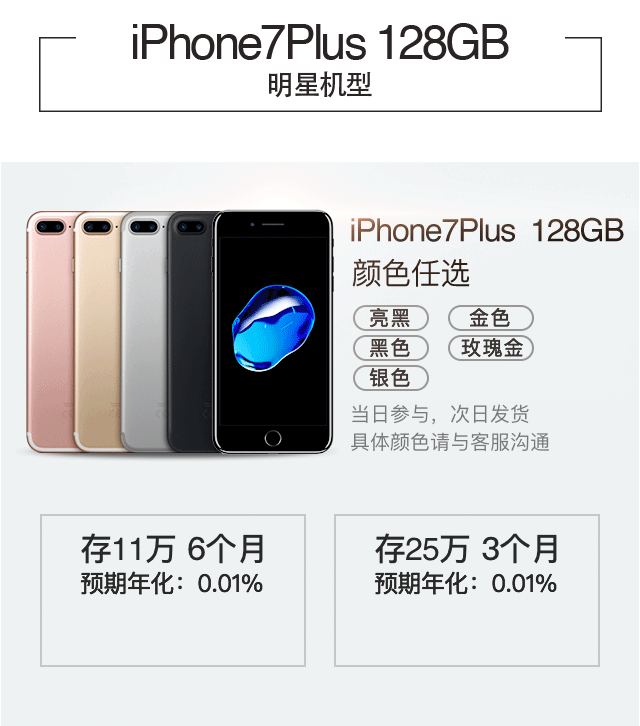 iPhone7Plus 128GB
明星机型
iPhone7Plus 128GB
颜色任选
亮黑 金色
黑色 玫瑰金
银色
当日参与，次日发货
具体颜色请与客服沟通
存11万 6个月
预期年化：0.01%
存25万 3个月
预期年化：0.01%